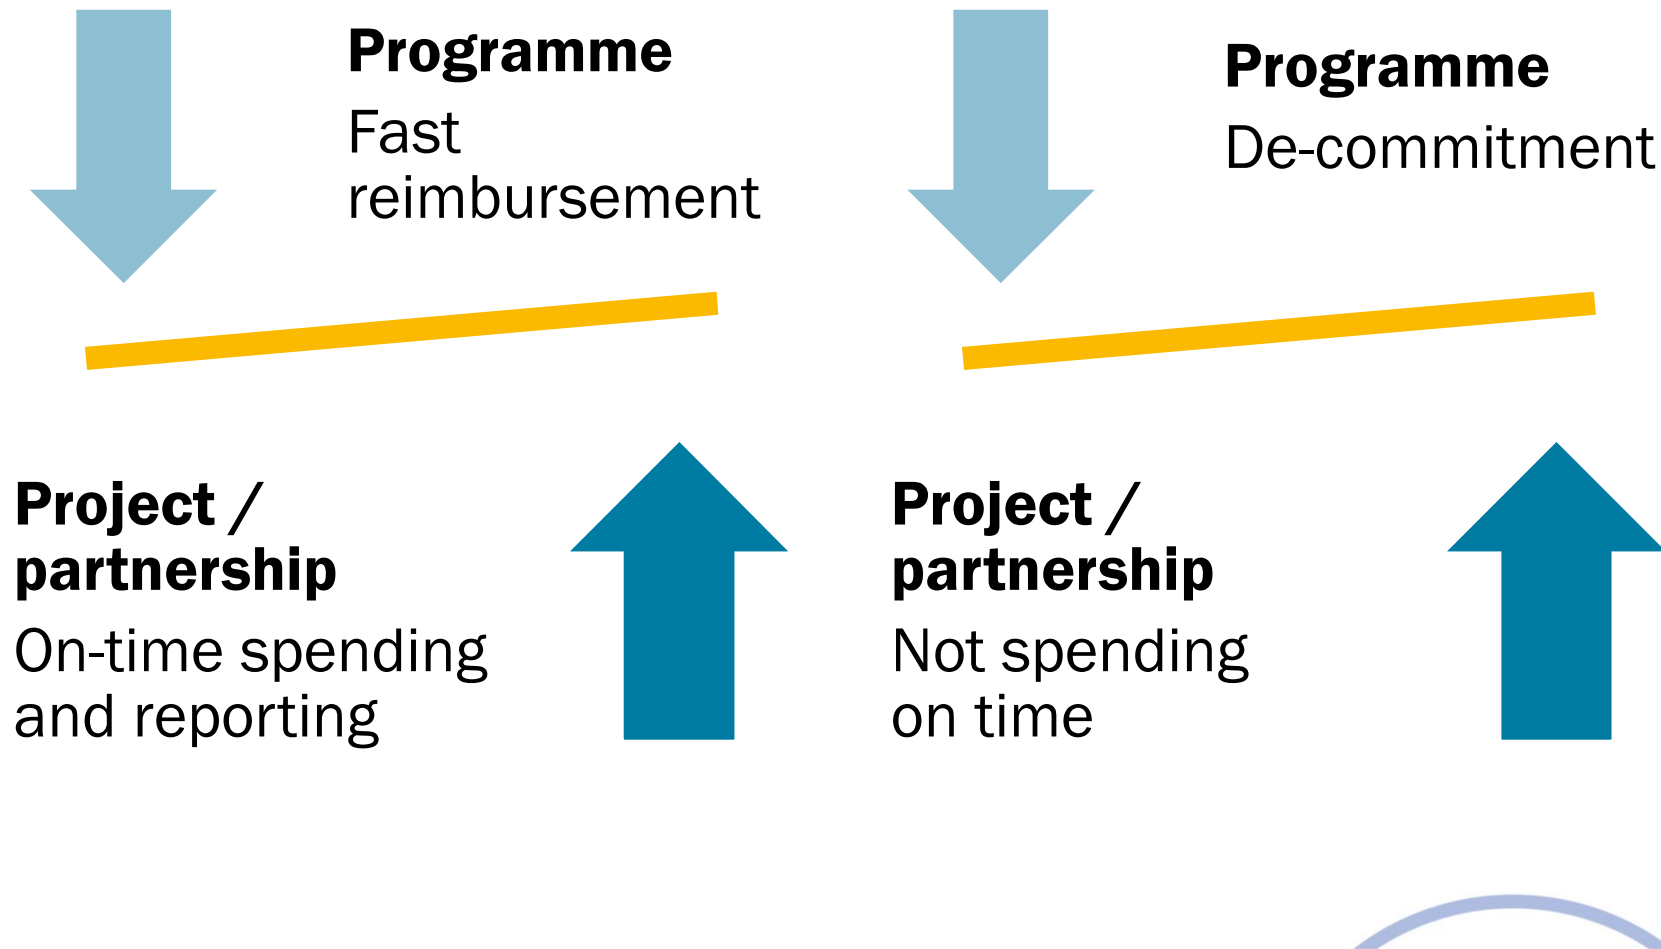 Programme
Fast
reimbursement
Project /
partnership
On-time spending
and reporting
Programme
De-commitment
Project /
partnership
Not spending
on time